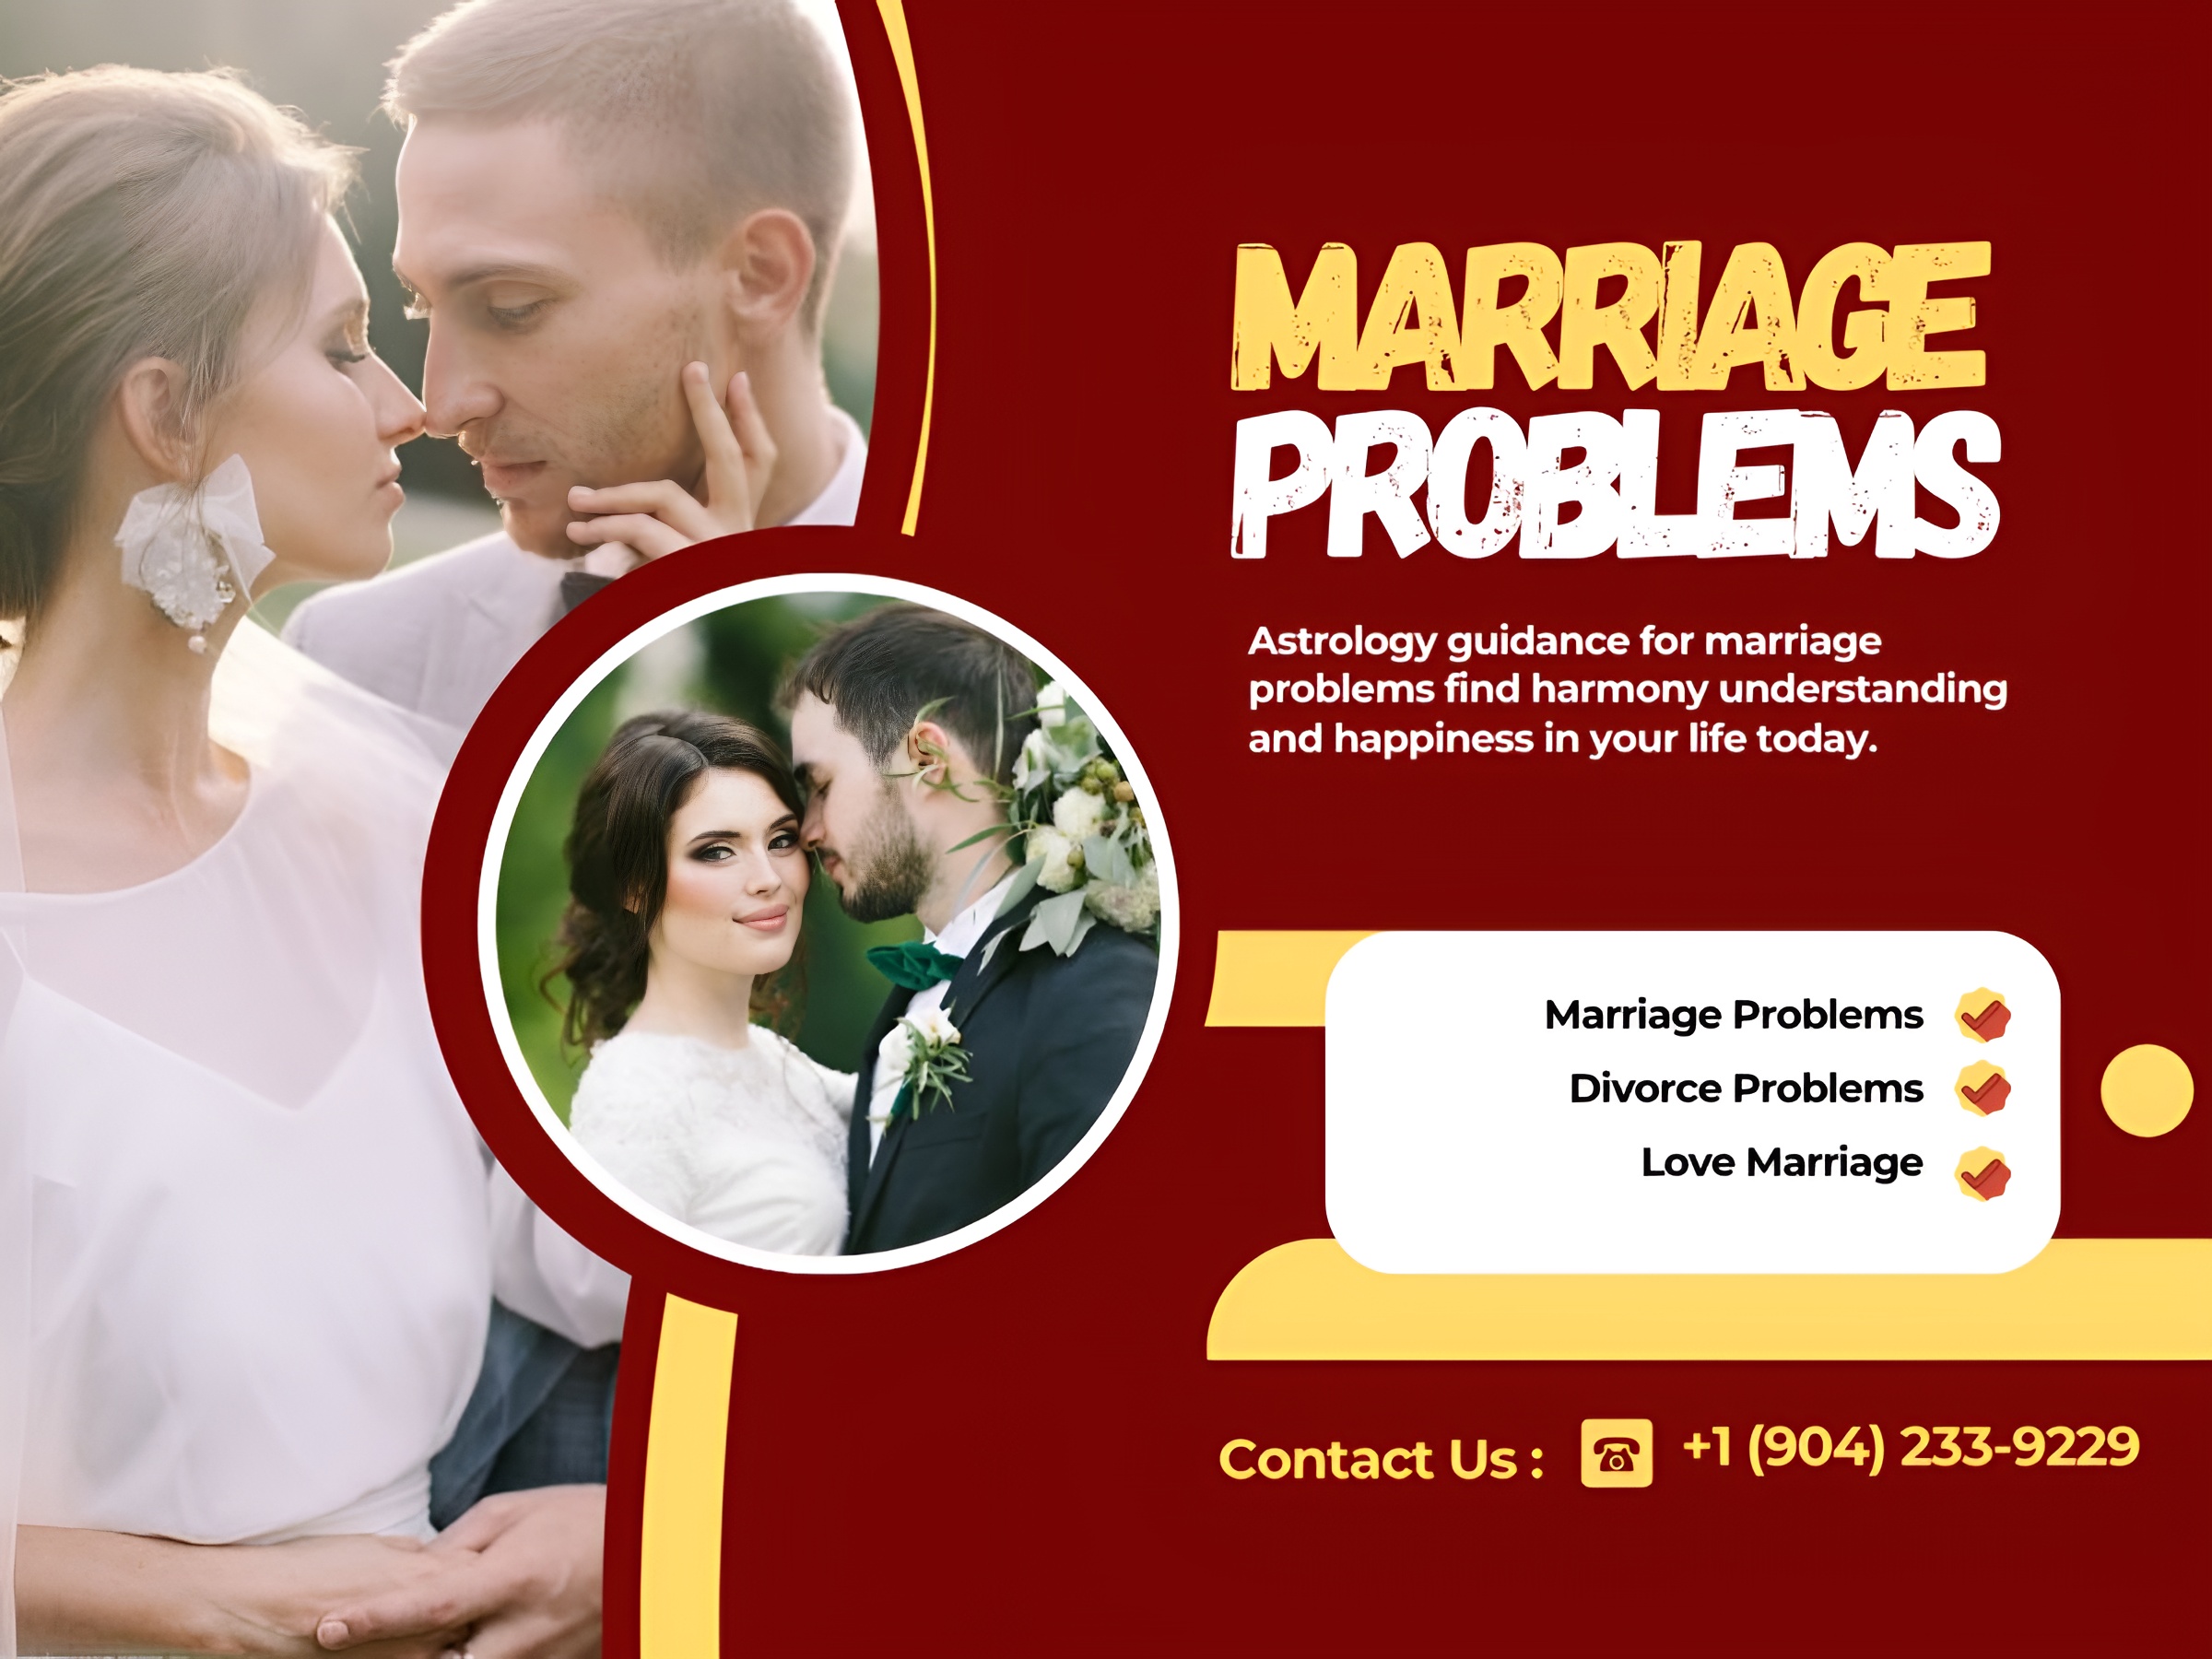 MARRIAGE
PROBLEMS
Astrology guidance for marriage
problems find harmony understanding
and happiness in your life today.
Marriage Problems
Divorce Problems
Love Marriage
Contact Us : +1 (904) 233-9229